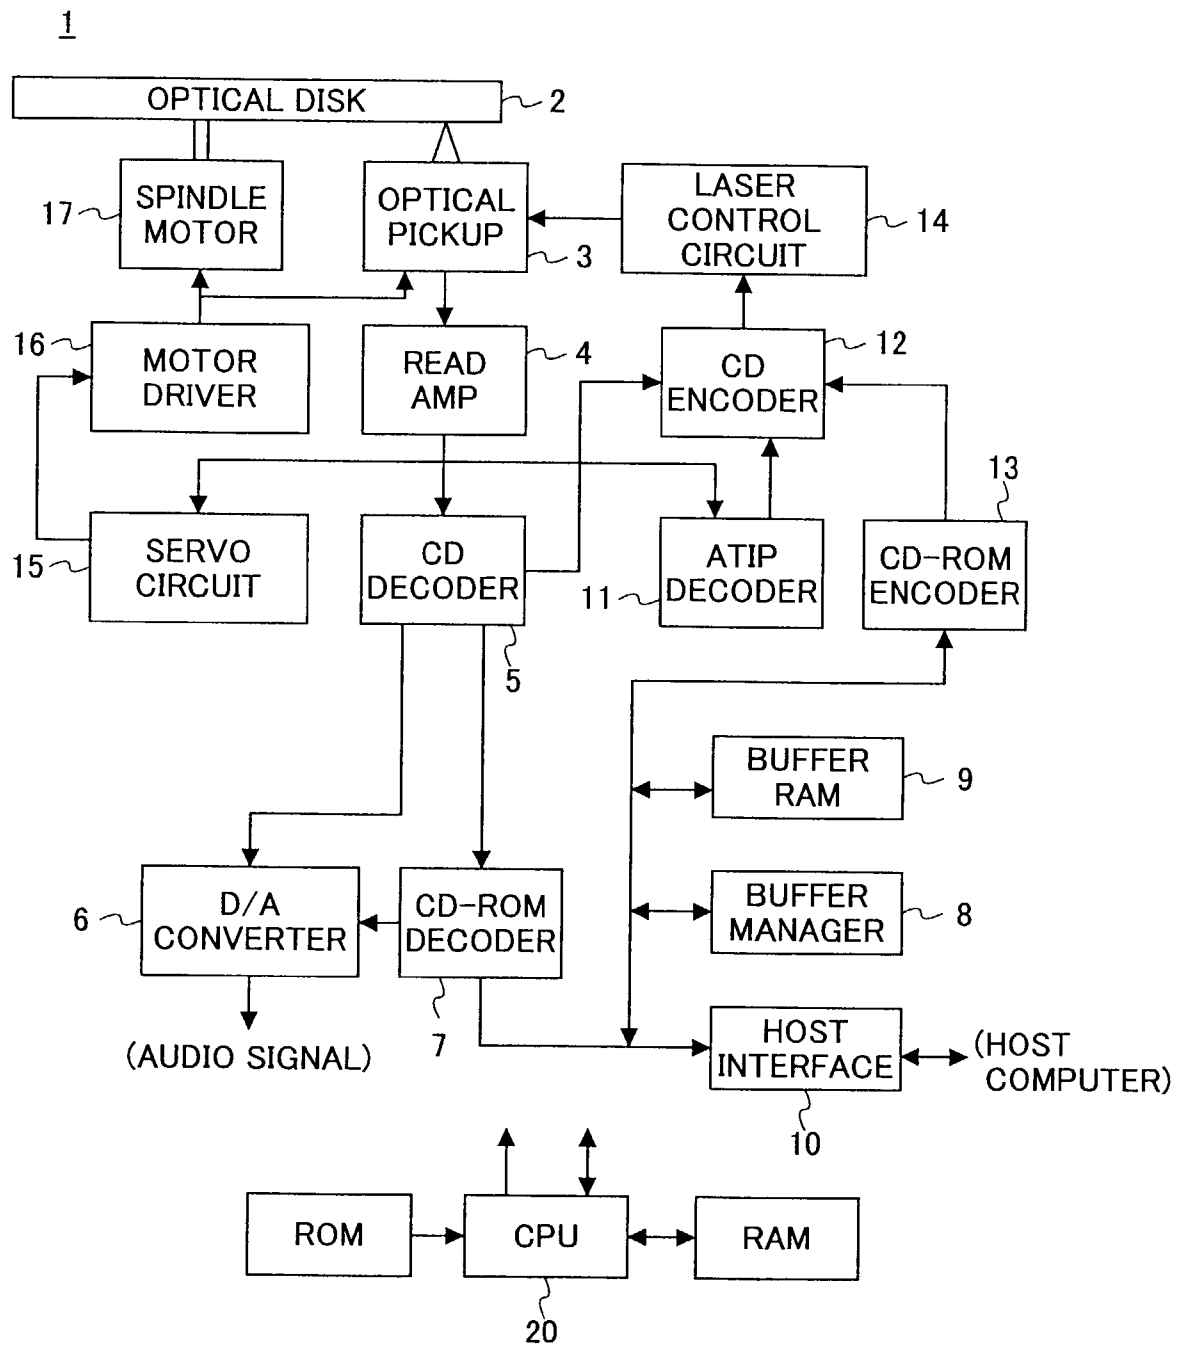 1
OPTICAL DISK
2
SPINDLE
MOTOR
17
OPTICAL
PICKUP
3
LASER
CONTROL
CIRCUIT
14
16
MOTOR
DRIVER
READ
AMP
4
CD
ENCODER
12
13
SERVO
CIRCUIT
15
CD
DECODER
5
ATIP
DECODER
11
CD-ROM
ENCODER
BUFFER
RAM
9
D/A
CONVERTER
6
CD-ROM
DECODER
7
BUFFER
MANAGER
8
(AUDIO SIGNAL)
HOST
INTERFACE
10
(HOST
COMPUTER)
ROM
CPU
RAM
20